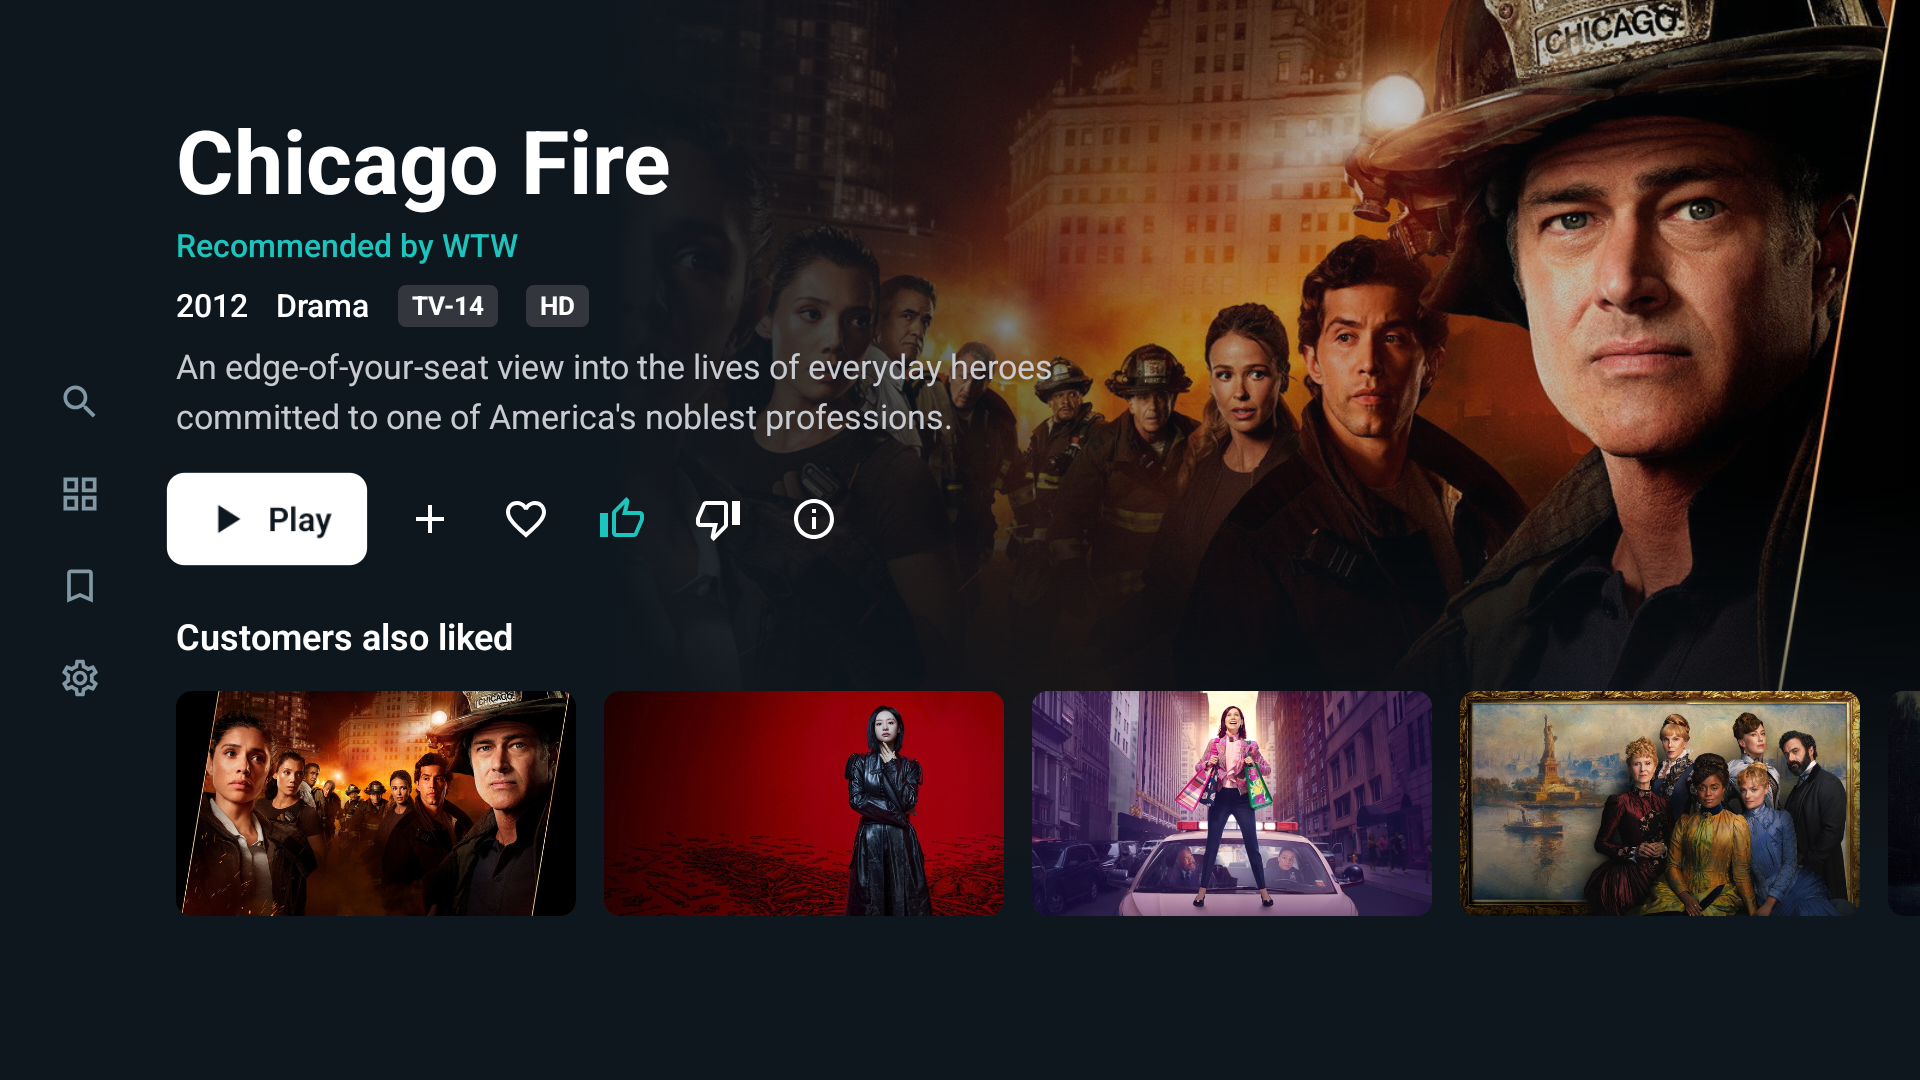 CHICAGO
Chicago Fire
Recommended by WTW
2012 Drama TV-14 HD
An edge-of-your-seat view into the lives of everyday heroes
committed to one of America's noblest professions.
Play
Customers also liked
CHICAGO